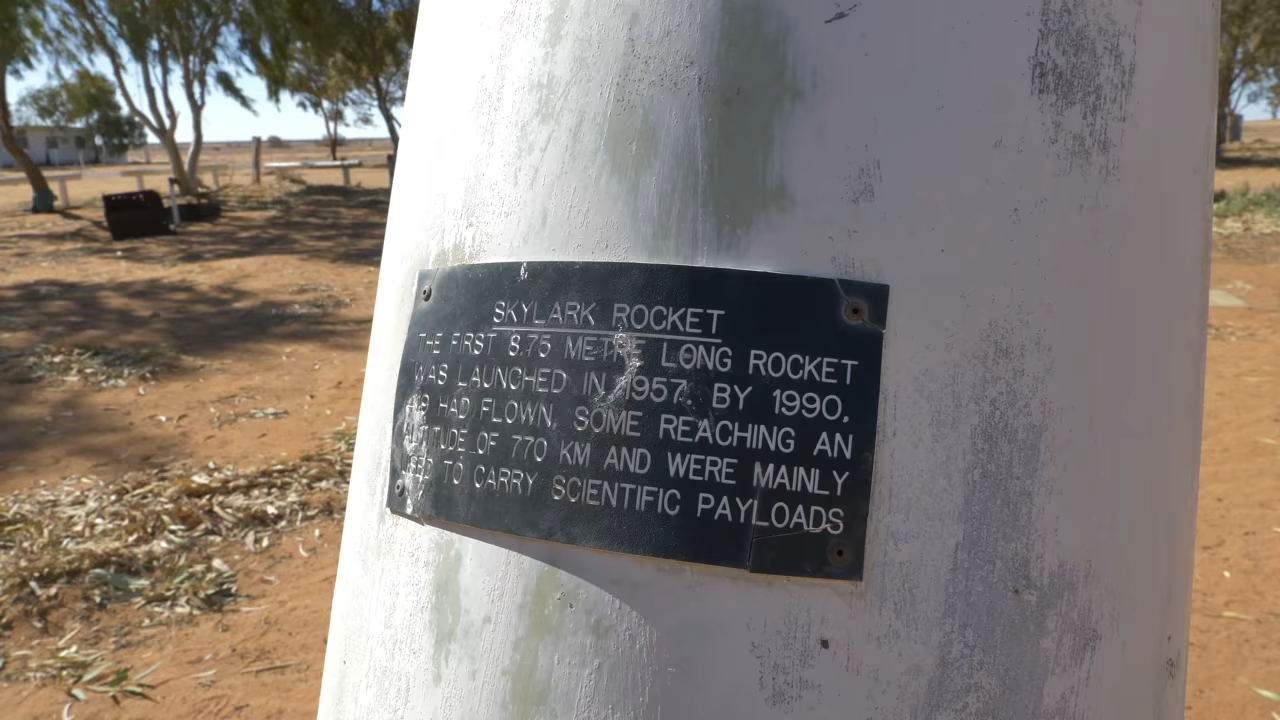 SKYLARK ROCKET
THE FIRST 8.75 METRE LONG ROCKET
WAS LAUNCHED IN 1957. BY 1990,
HAD FLOWN, SOME REACHING AN
ALTITUDE OF 770 KM AND WERE MAINLY
USED TO CARRY SCIENTIFIC PAYLOADS